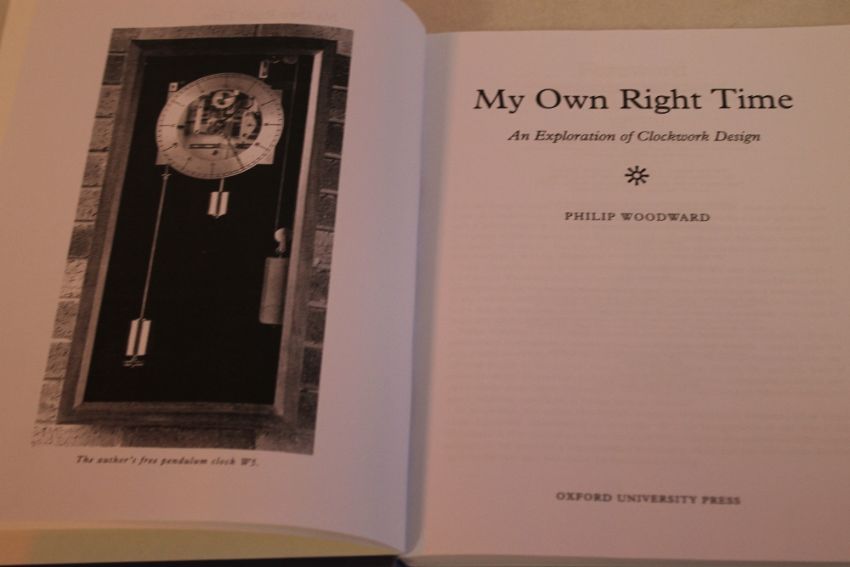 The author's free pendulum clock W5.
My Own Right Time
An Exploration of Clockwork Design
PHILIP WOODWARD
OXFORD UNIVERSITY PRESS